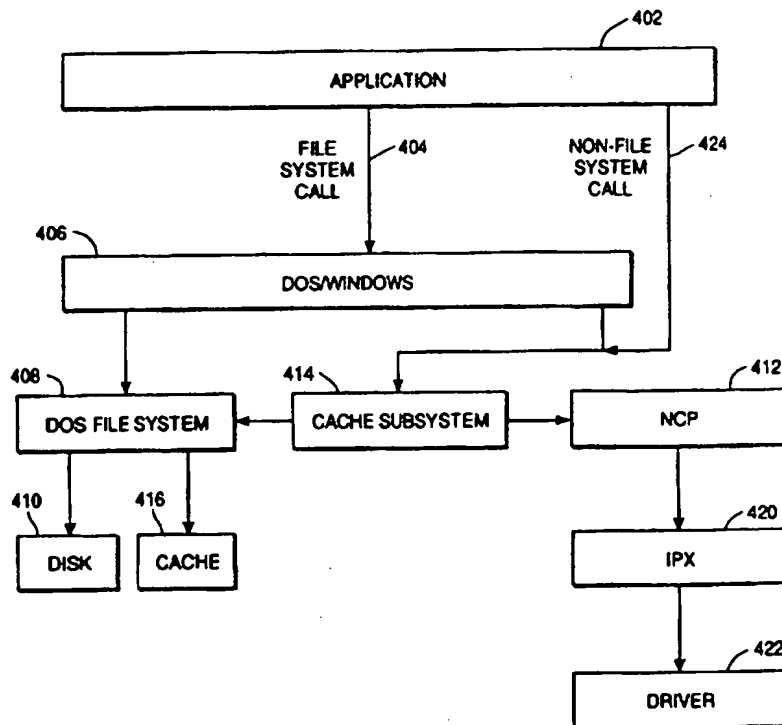 402
APPLICATION
FILE
SYSTEM
CALL
404
NON-FILE
SYSTEM
CALL
424
406
DOS/WINDOWS
408
DOS FILE SYSTEM
414
CACHE SUBSYSTEM
412
NCP
410
DISK
416
CACHE
420
IPX
422
DRIVER